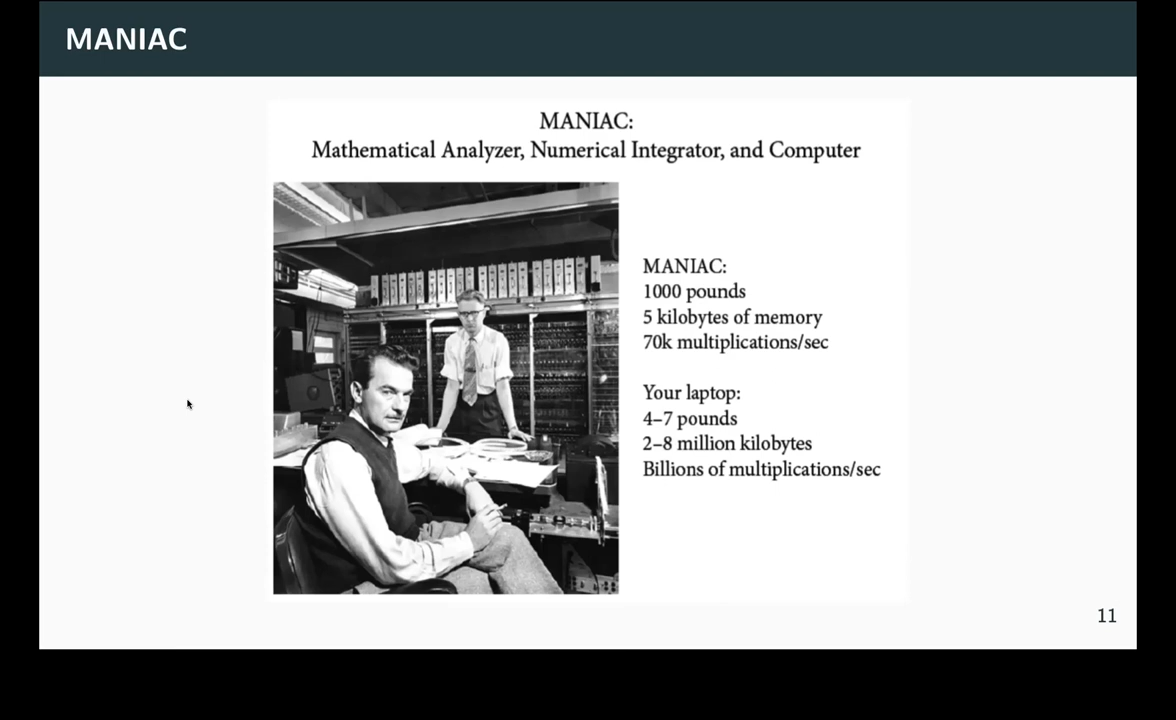 MANIAC
MANIAC:
Mathematical Analyzer, Numerical Integrator, and Computer
MANIAC:
1000 pounds
5 kilobytes of memory
70k multiplications/sec
Your laptop:
4–7 pounds
2–8 million kilobytes
Billions of multiplications/sec
11